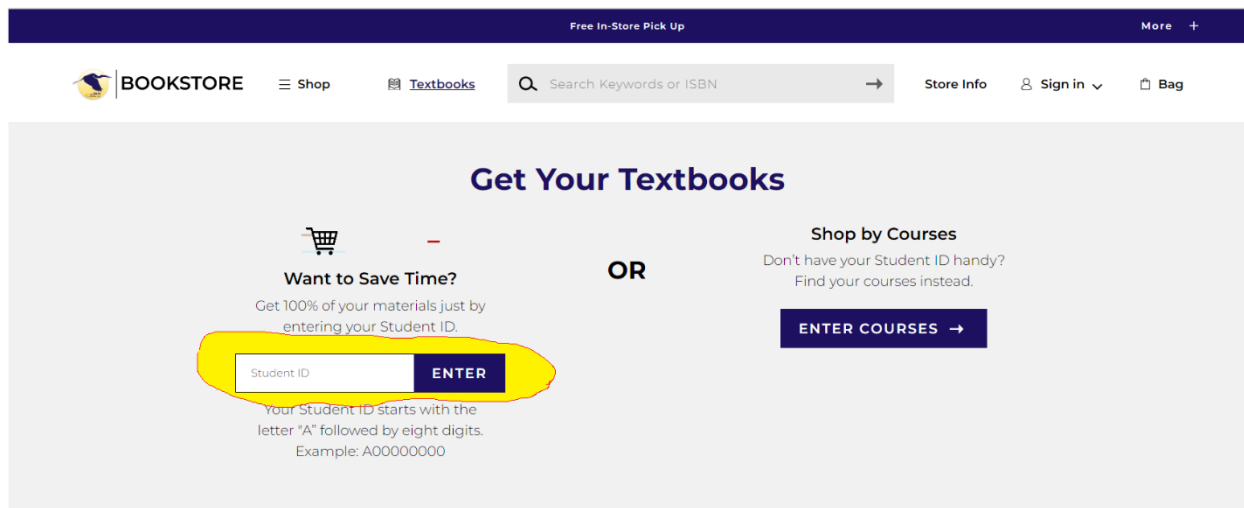 Free In-Store Pick Up
More +
BOOKSTORE
Shop
Textbooks
Search Keywords or ISBN
Store Info
Sign in
Bag
Get Your Textbooks
Want to Save Time?
Get 100% of your materials just by
entering your Student ID.
Student ID
ENTER
Your Student ID starts with the
letter "A" followed by eight digits.
Example: A00000000
OR
Shop by Courses
Don't have your Student ID handy?
Find your courses instead.
ENTER COURSES →